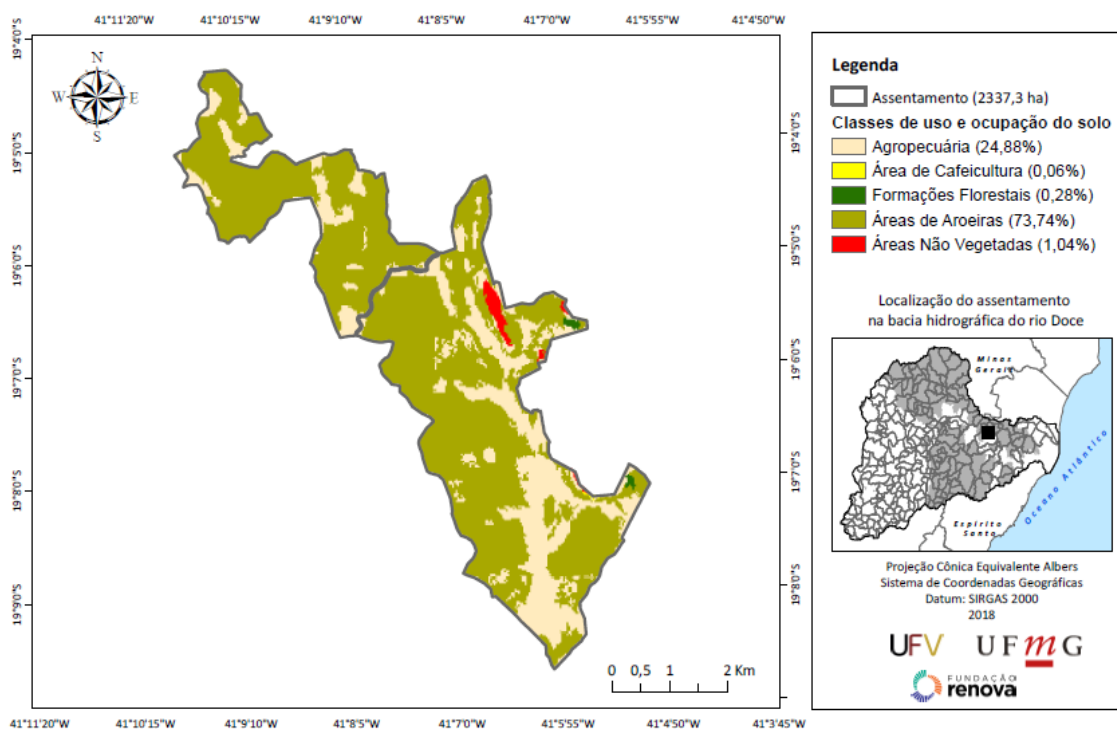 41°11'20"W 41°10'15"W 41°9'10"W 41°8'5"W 41°7'0"W 41°5'55"W 41°4'50"W
19°4'0"S
19°5'0"S
19°6'0"S
19°7'0"S
19°8'0"S
19°9'0"S
N
W E
S
19°4'0"S
19°5'0"S
19°6'0"S
19°7'0"S
19°8'0"S
0 0,5 1 2 Km
41°11'20"W 41°10'15"W 41°9'10"W 41°8'5"W 41°7'0"W 41°5'55"W 41°4'50"W 41°3'45"W
Legenda
Assentamento (2337,3 ha)
Classes de uso e ocupação do solo
Agropecuária (24,88%)
Área de Cafeicultura (0,06%)
Formações Florestais (0,28%)
Áreas de Aroeiras (73,74%)
Áreas Não Vegetadas (1,04%)
Localização do assentamento
na bacia hidrográfica do rio Doce
Minas
Gerais
Oceano Atlântico
Espírito
Santo
Projeção Cônica Equivalente Albers
Sistema de Coordenadas Geográficas
Datum: SIRGAS 2000
2018
UFV UFmG
FUNDAÇÃO
renova